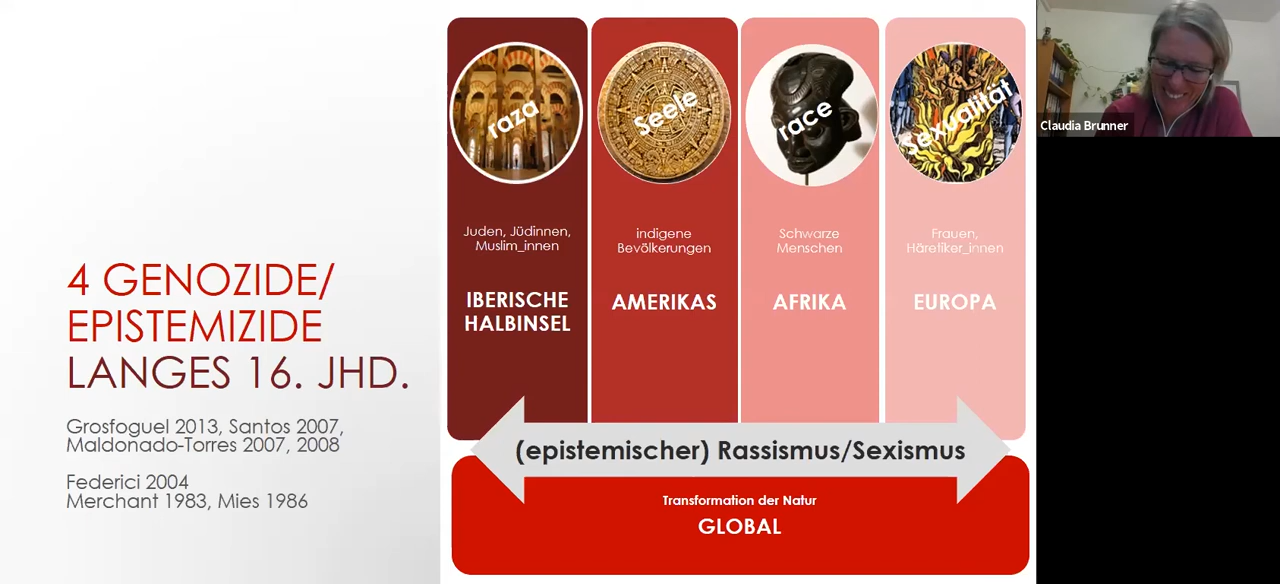 4 GENOZIDE/
EPISTEMIZIDE
LANGES 16. JHD.
Grosfoguel 2013, Santos 2007,
Maldonado-Torres 2007, 2008
Federici 2004
Merchant 1983, Mies 1986
raza
Juden, Jüdinnen,
Muslim_innen
IBERISCHE
HALBINSEL
Seele
indigene
Bevölkerungen
AMERIKAS
race
Schwarze
Menschen
AFRIKA
Sexualität
Frauen,
Häretiker_innen
EUROPA
(epistemischer) Rassismus/Sexismus
Transformation der Natur
GLOBAL
Claudia Brunner